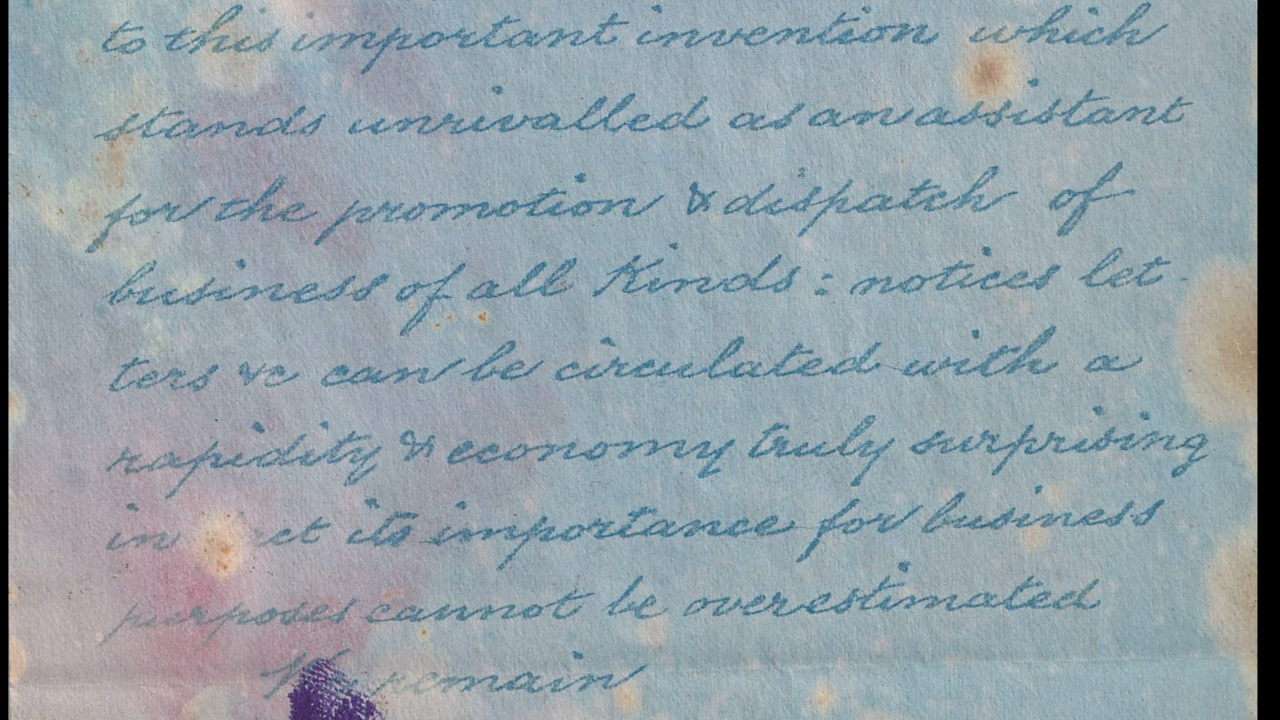 to this important invention which
stands unrivalled as an assistant
for the promotion & dispatch of
business of all Kinds: notices let-
ters &c can be circulated with a
rapidity & economy truly surprising
in its importance for business
purposes cannot be overestimated
remain